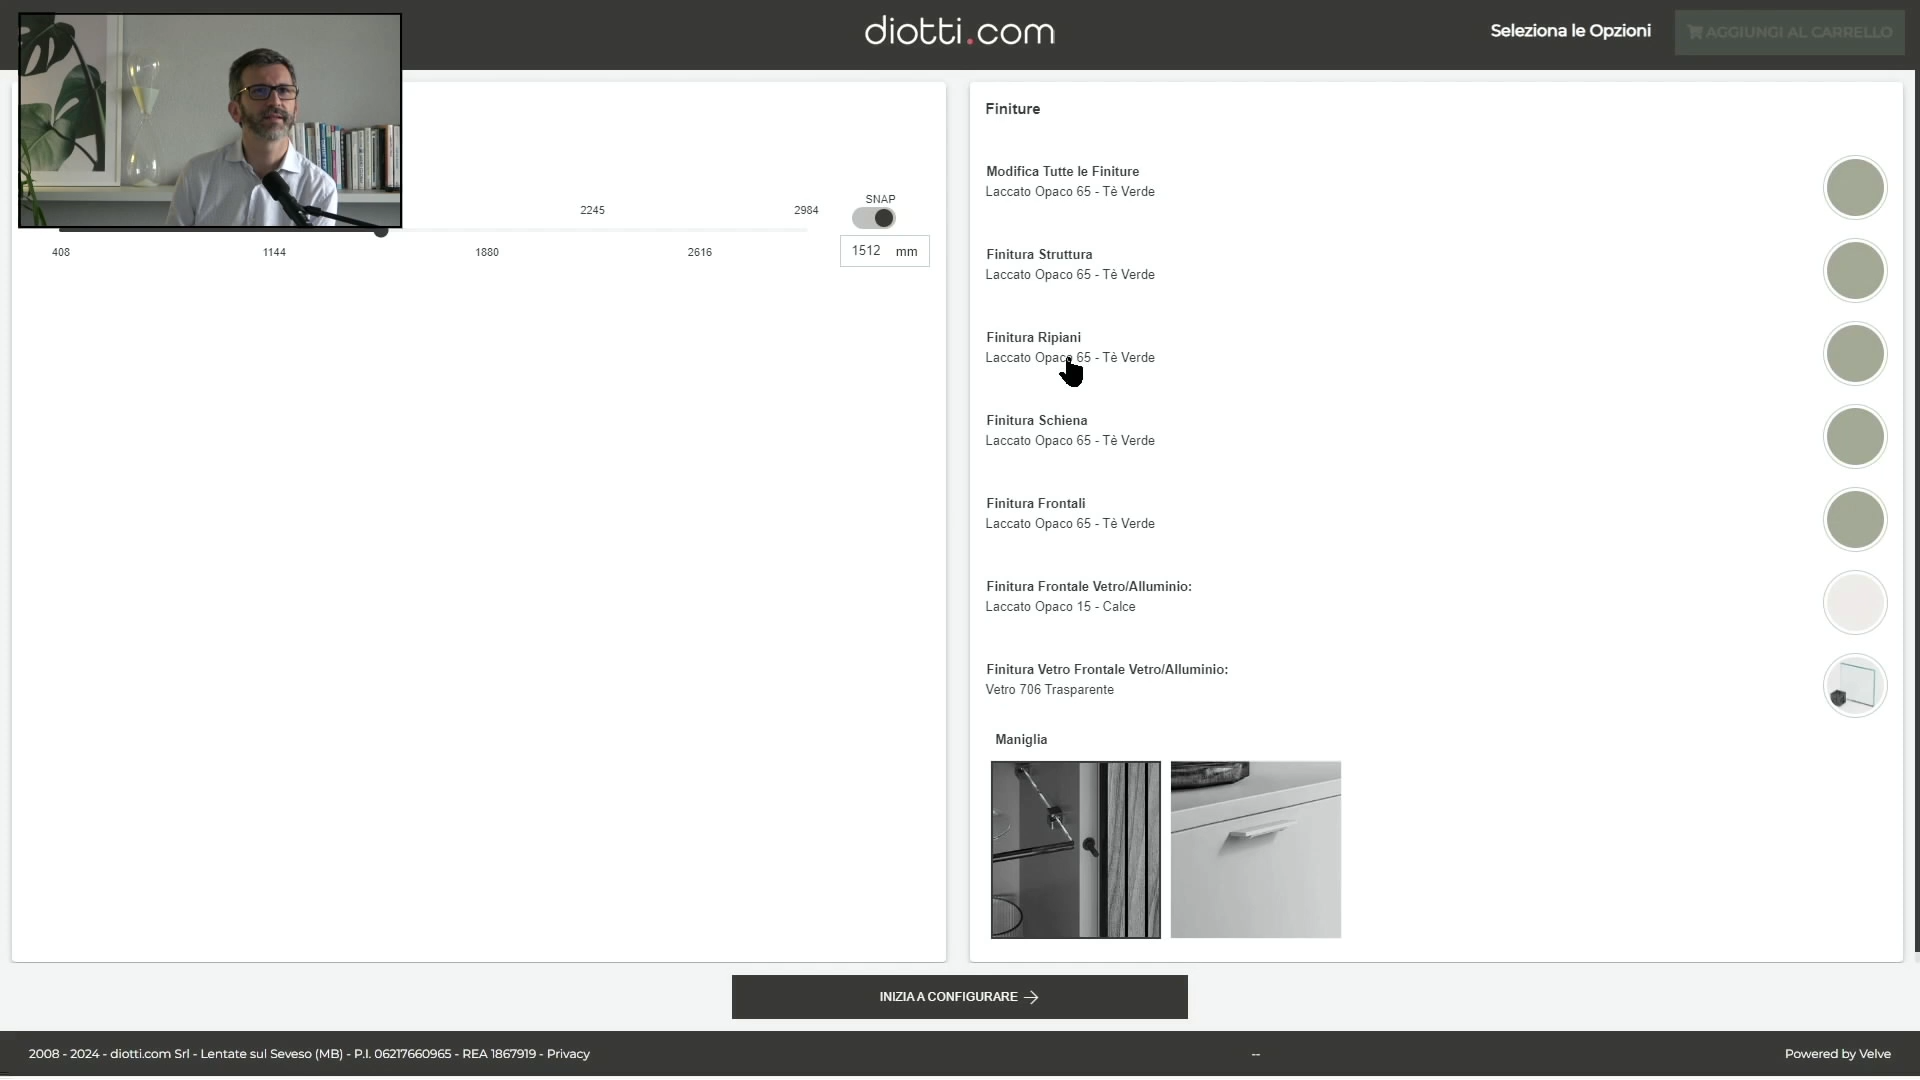 diotti.com
Seleziona le Opzioni
AGGIUNGI AL CARRELLO
SNAP
2245
2984
408
1144
1880
2616
1512 mm
Finiture
Modifica Tutte le Finiture
Laccato Opaco 65 - Tè Verde
Finitura Struttura
Laccato Opaco 65 - Tè Verde
Finitura Ripiani
Laccato Opaco 65 - Tè Verde
Finitura Schiena
Laccato Opaco 65 - Tè Verde
Finitura Frontali
Laccato Opaco 65 - Tè Verde
Finitura Frontale Vetro/Alluminio:
Laccato Opaco 15 - Calce
Finitura Vetro Frontale Vetro/Alluminio:
Vetro 706 Trasparente
Maniglia
INIZIA A CONFIGURARE
2008 - 2024 - diotti.com Srl - Lentate sul Seveso (MB) - P.I. 06217660965 - REA 1867919 - Privacy
--
Powered by Velve